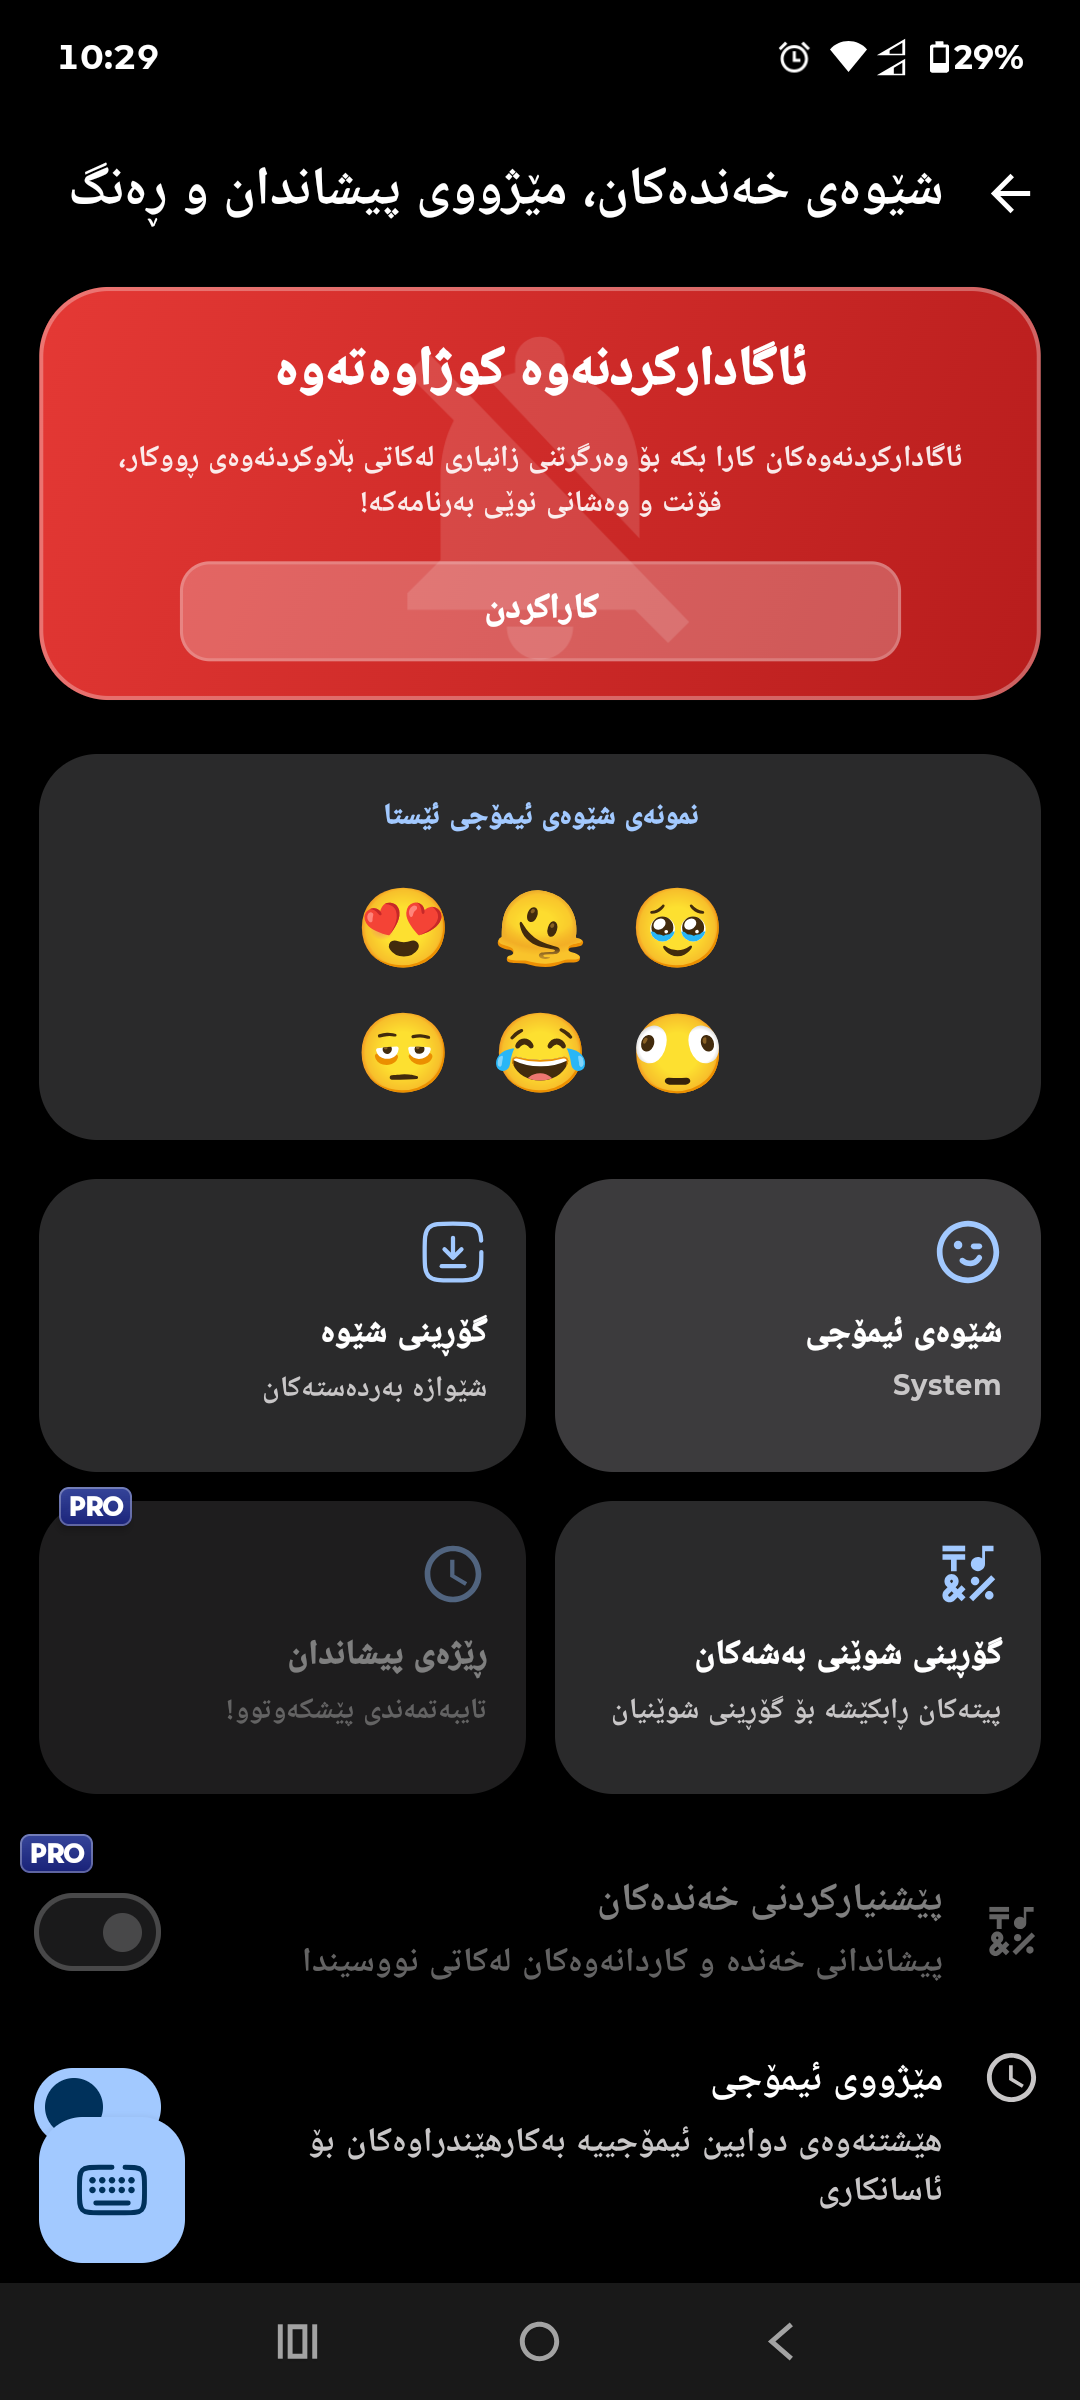 10:29
29%
شێوەی خەندەکان، مێژووی پیشاندان و ڕەنگ
ئاگادارکردنەوە کوژاوەتەوە
ئاگادارکردنەوەکان کارا بکە بۆ وەرگرتنی زانیاری لەکاتی بڵاوکردنەوەی ڕووکار،
فۆنت و وەشانی نوێی بەرنامەکە!
کاراکردن
نمونەی شێوەی ئیمۆجی ئێستا
شێوەی ئیمۆجی
System
گۆڕینی شێوە
شێوازە بەردەستەکان
گۆڕینی شوێنی بەشەکان
پیتەکان ڕابکێشە بۆ گۆڕینی شوێنیان
PRO
ڕێژەی پیشاندان
تایبەتمەندی پێشکەوتوو!
PRO
پێشنیارکردنی خەندەکان
پیشاندانی خەندە و کاردانەوەکان لەکاتی نووسیندا
مێژووی ئیمۆجی
هێشتنەوەی دوایین ئیمۆجییە بەکارهێندراوەکان بۆ
ئاسانکاری